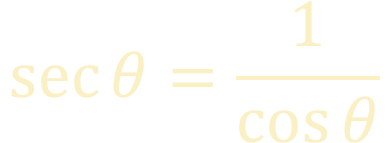 sec θ = 1 / cos θ